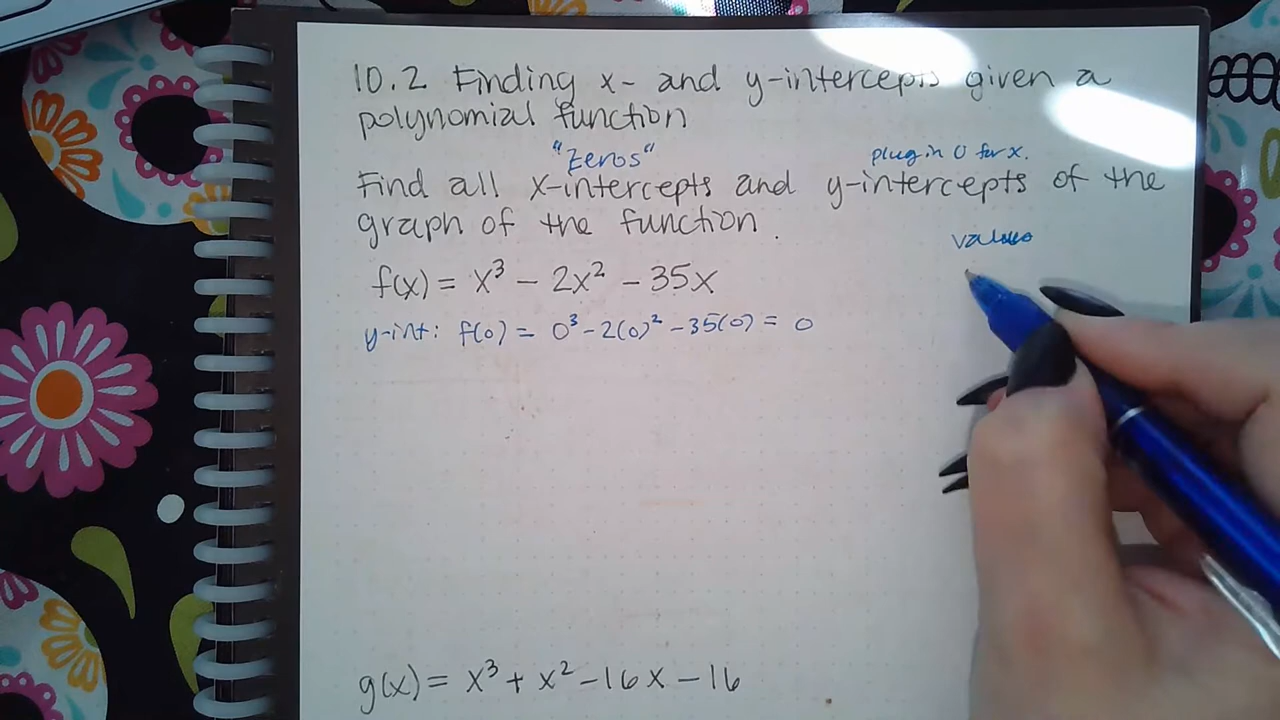 10.2 Finding x- and y-intercepts given a
polynomial function
"Zeros"
plug in 0 for x.
Find all x-intercepts and y-intercepts of the
graph of the function.
values
f(x) = x³ - 2x² - 35x
y-int: f(0) = 0³ - 2(0)² - 35(0) = 0
g(x) = x³ + x² - 16x - 16